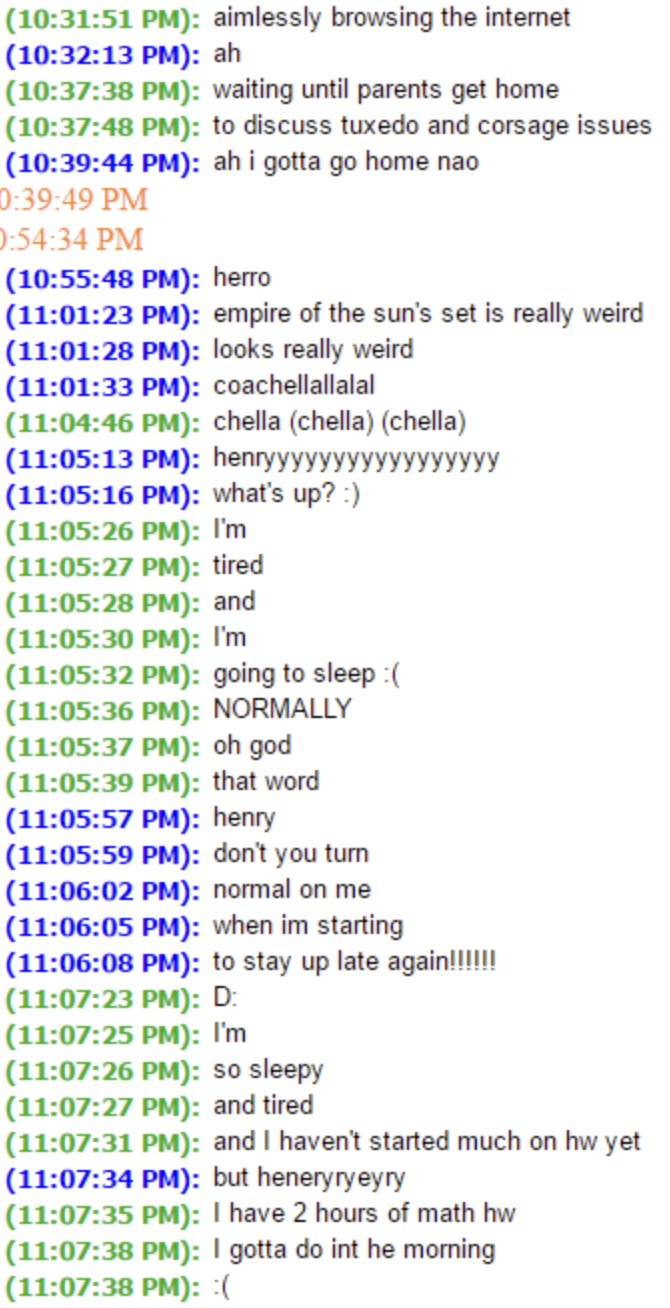 (10:31:51 PM): aimlessly browsing the internet
(10:32:13 PM): ah
(10:37:38 PM): waiting until parents get home
(10:37:48 PM): to discuss tuxedo and corsage issues
(10:39:44 PM): ah i gotta go home nao
0:39:49 PM
0:54:34 PM
(10:55:48 PM): herro
(11:01:23 PM): empire of the sun's set is really weird
(11:01:28 PM): looks really weird
(11:01:33 PM): coachellallalal
(11:04:46 PM): chella (chella) (chella)
(11:05:13 PM): henryyyyyyyyyyyyyyyyy
(11:05:16 PM): what's up? :)
(11:05:26 PM): I'm
(11:05:27 PM): tired
(11:05:28 PM): and
(11:05:30 PM): I'm
(11:05:32 PM): going to sleep :(
(11:05:36 PM): NORMALLY
(11:05:37 PM): oh god
(11:05:39 PM): that word
(11:05:57 PM): henry
(11:05:59 PM): don't you turn
(11:06:02 PM): normal on me
(11:06:05 PM): when im starting
(11:06:08 PM): to stay up late again!!!!!!
(11:07:23 PM): D:
(11:07:25 PM): I'm
(11:07:26 PM): so sleepy
(11:07:27 PM): and tired
(11:07:31 PM): and I haven't started much on hw yet
(11:07:34 PM): but heneryryeyry
(11:07:35 PM): I have 2 hours of math hw
(11:07:38 PM): I gotta do int he morning
(11:07:38 PM): :(